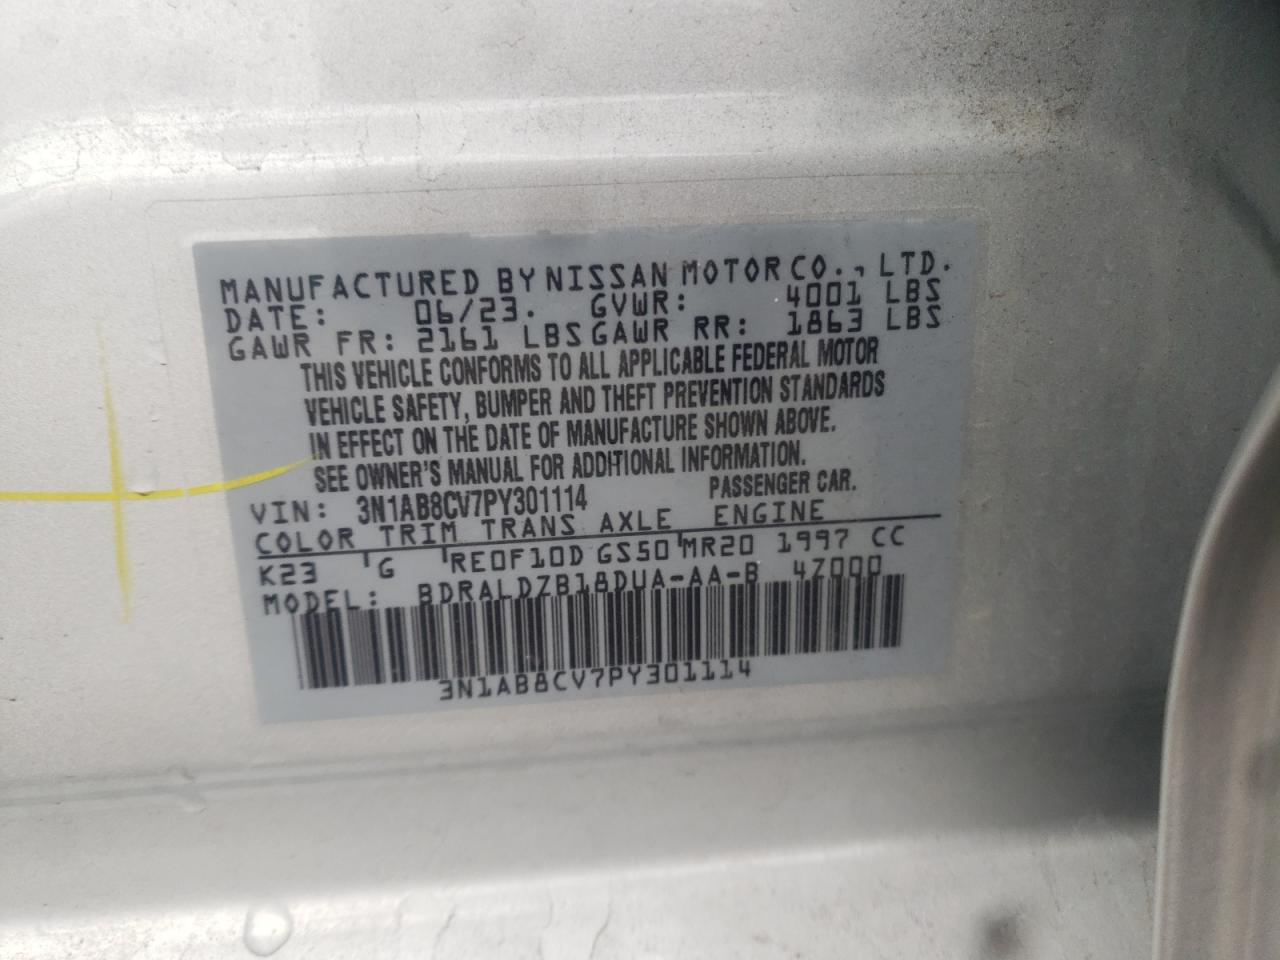 MANUFACTURED BY NISSAN MOTOR CO., LTD.
DATE: 06/23. GVWR: 4001 LBS
GAWR FR: 2161 LBS GAWR RR: 1863 LBS
THIS VEHICLE CONFORMS TO ALL APPLICABLE FEDERAL MOTOR
VEHICLE SAFETY, BUMPER AND THEFT PREVENTION STANDARDS
IN EFFECT ON THE DATE OF MANUFACTURE SHOWN ABOVE.
SEE OWNER'S MANUAL FOR ADDITIONAL INFORMATION.
VIN: 3N1AB8CV7PY301114 PASSENGER CAR.
COLOR TRIM TRANS AXLE ENGINE
K23 G RE0F10D GS50 MR20 1997 CC
MODEL: BDRALDZB18DUA-AA-B 4Z000
3N1AB8CV7PY301114